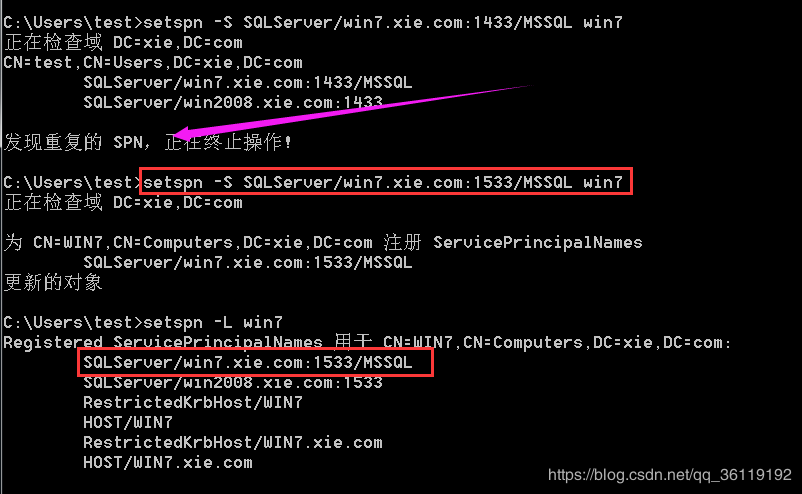 C:\Users\test>setspn -S SQLServer/win7.xie.com:1433/MSSQL win7
正在检查域 DC=xie,DC=com
CN=test,CN=Users,DC=xie,DC=com
        SQLServer/win7.xie.com:1433/MSSQL
        SQLServer/win2008.xie.com:1433
发现重复的 SPN，正在终止操作!
C:\Users\test>setspn -S SQLServer/win7.xie.com:1533/MSSQL win7
正在检查域 DC=xie,DC=com
为 CN=WIN7,CN=Computers,DC=xie,DC=com 注册 ServicePrincipalNames
        SQLServer/win7.xie.com:1533/MSSQL
更新的对象
C:\Users\test>setspn -L win7
Registered ServicePrincipalNames 用于 CN=WIN7,CN=Computers,DC=xie,DC=com:
        SQLServer/win7.xie.com:1533/MSSQL
        SQLServer/win2008.xie.com:1533
        RestrictedKrbHost/WIN7
        HOST/WIN7
        RestrictedKrbHost/WIN7.xie.com
        HOST/WIN7.xie.com
https://blog.csdn.net/qq_36119192